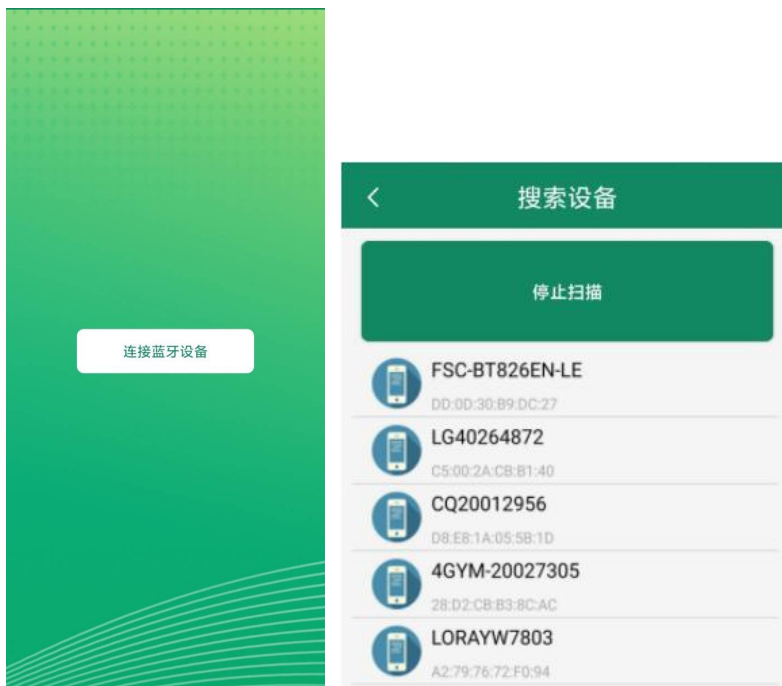 连接蓝牙设备
搜索设备
停止扫描
FSC-BT826EN-LE
DD:0D:30:B9:DC:27
LG40264872
C5:00:2A:CB:B1:40
CQ20012956
D8:E8:1A:05:5B:1D
4GYM-20027305
28:D2:CB:B3:8C:AC
LORAYW7803
A2:79:76:72:F0:94